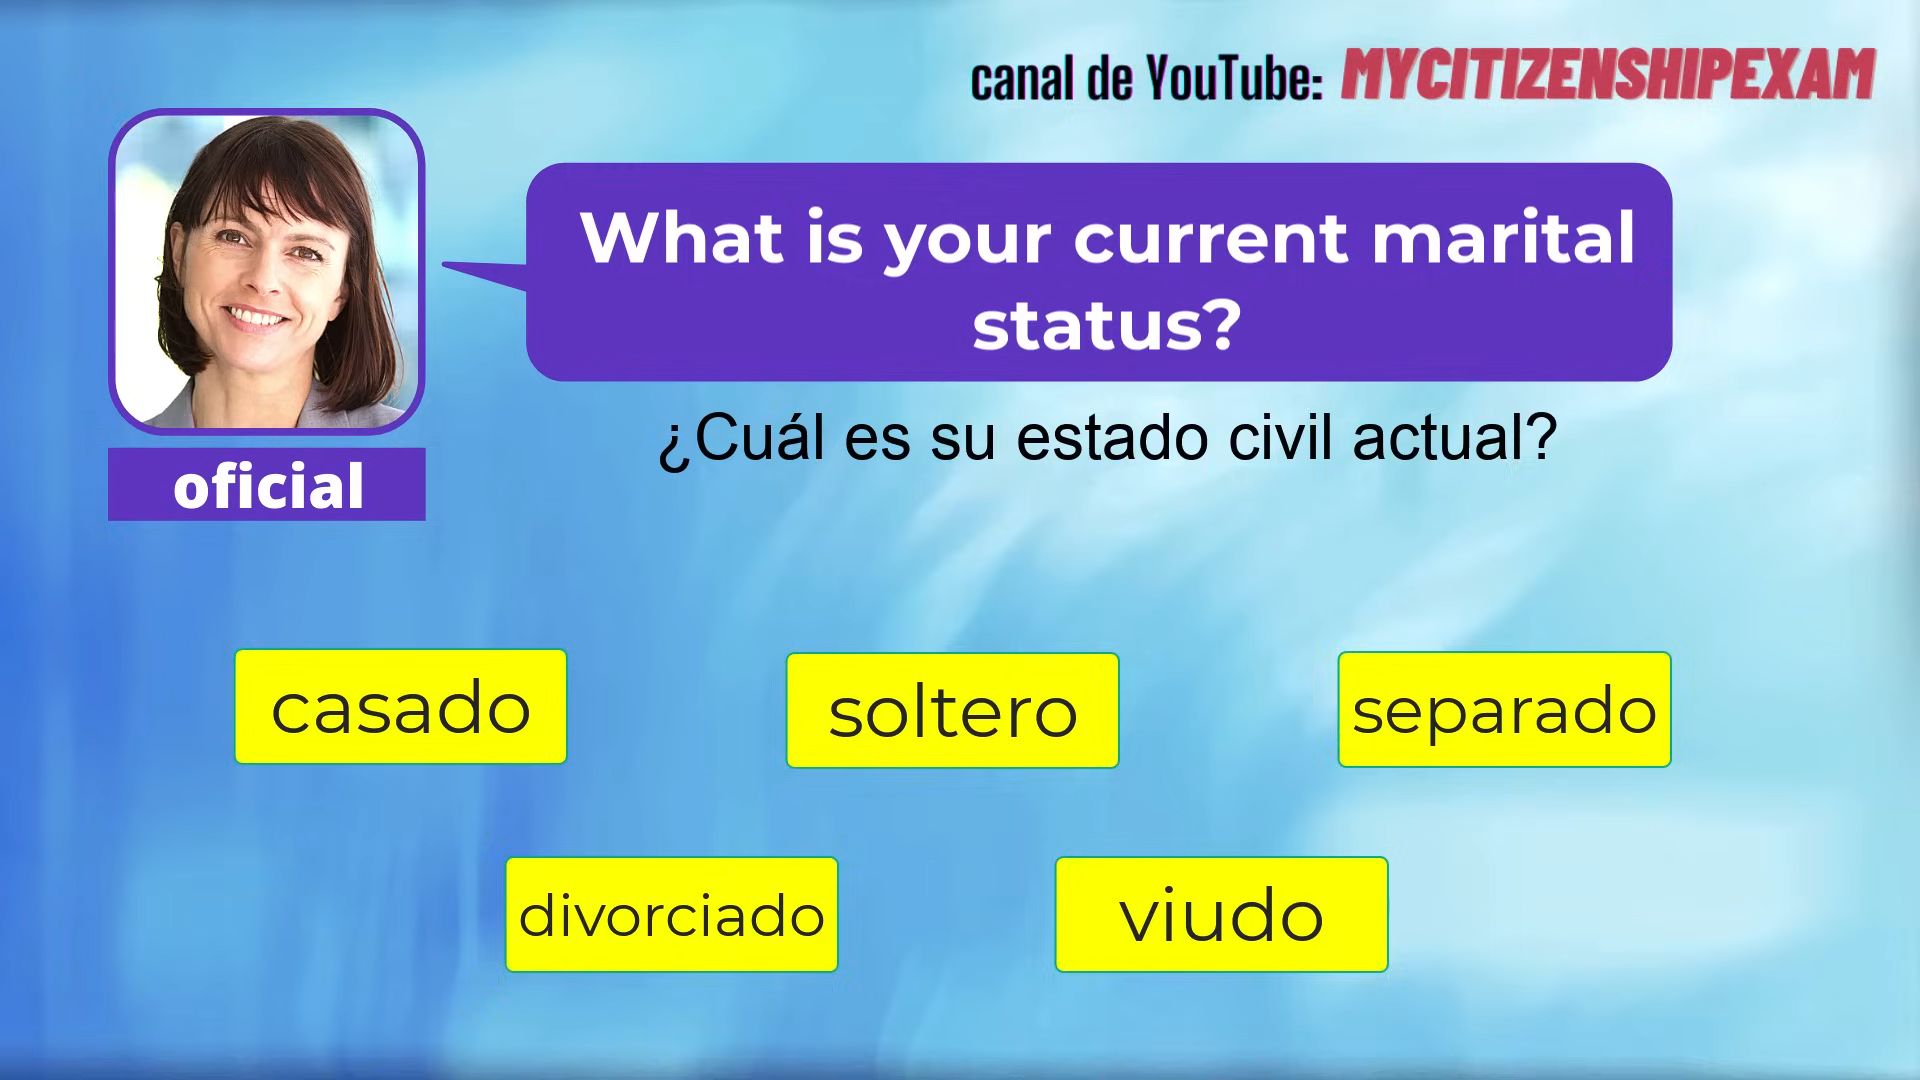 canal de YouTube: MYCITIZENSHIPEXAM
What is your current marital
status?
¿Cuál es su estado civil actual?
oficial
casado
soltero
separado
divorciado
viudo